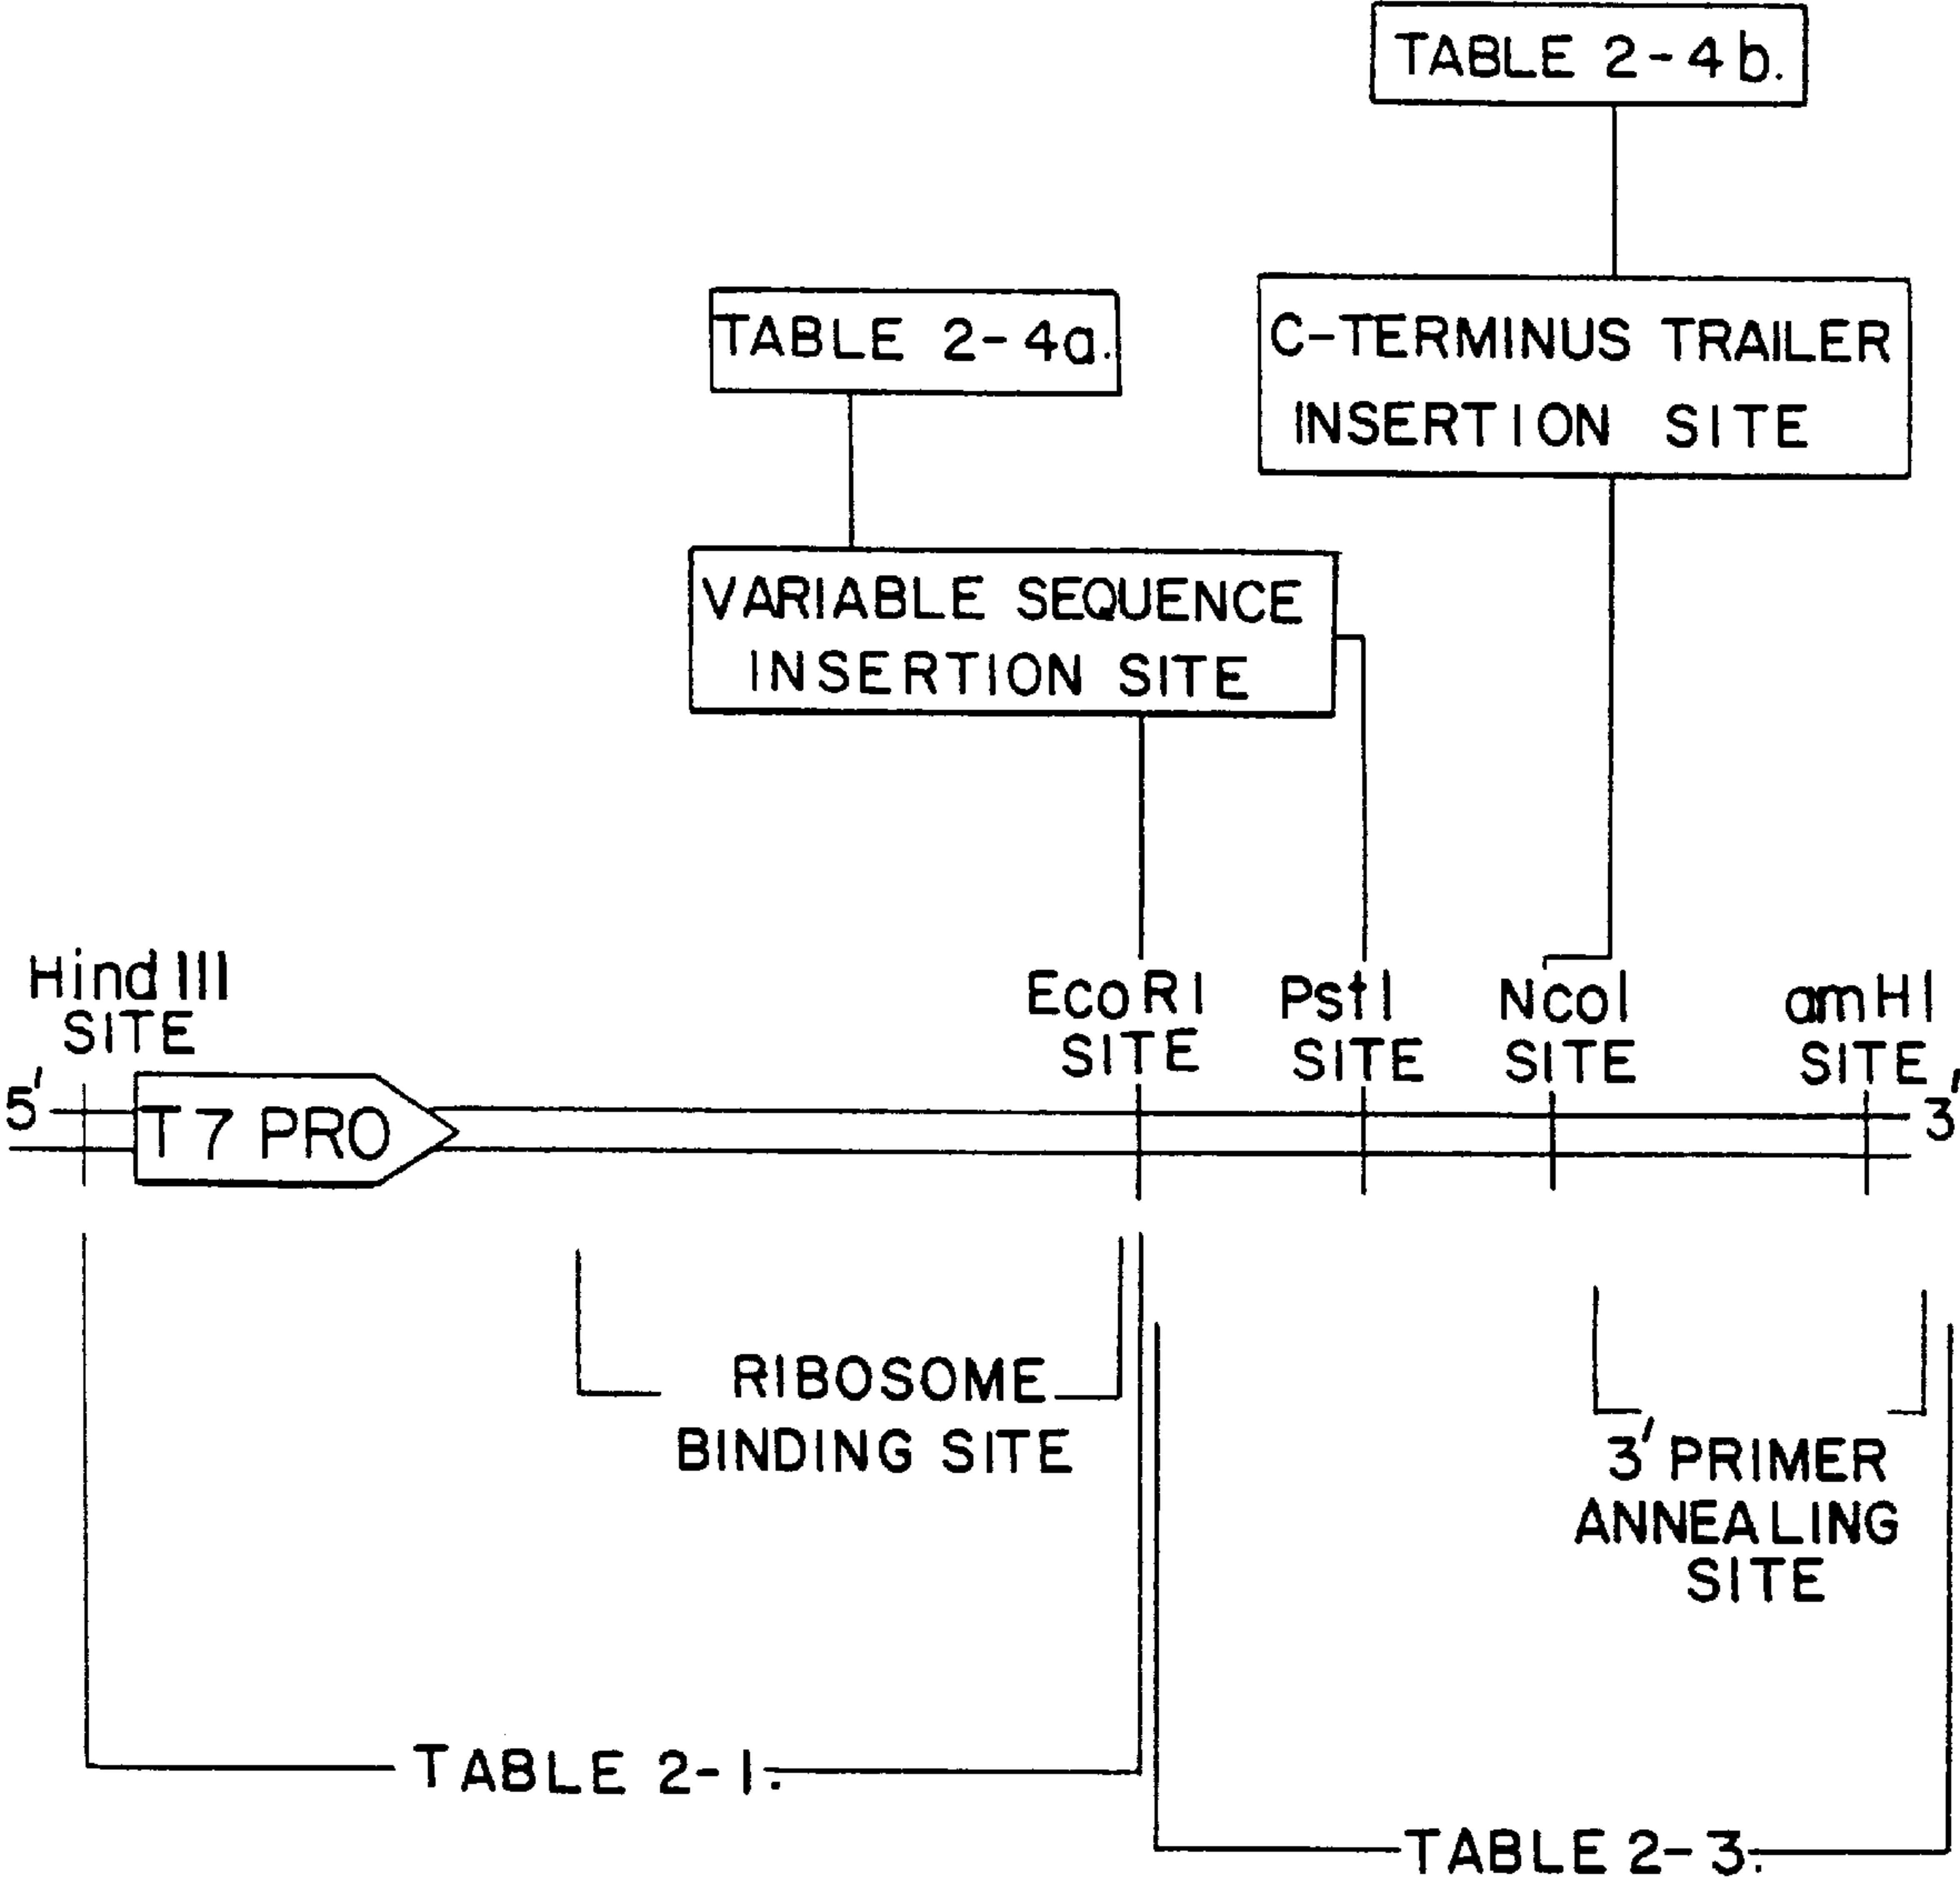 TABLE 2-4b.
TABLE 2-4a.
C-TERMINUS TRAILER
INSERTION SITE
VARIABLE SEQUENCE
INSERTION SITE
Hind III
SITE
EcoRI
SITE
PstI
SITE
NcoI
SITE
amHI
SITE
5'
T7 PRO
3'
RIBOSOME
BINDING SITE
3' PRIMER
ANNEALING
SITE
TABLE 2-1.
TABLE 2-3.